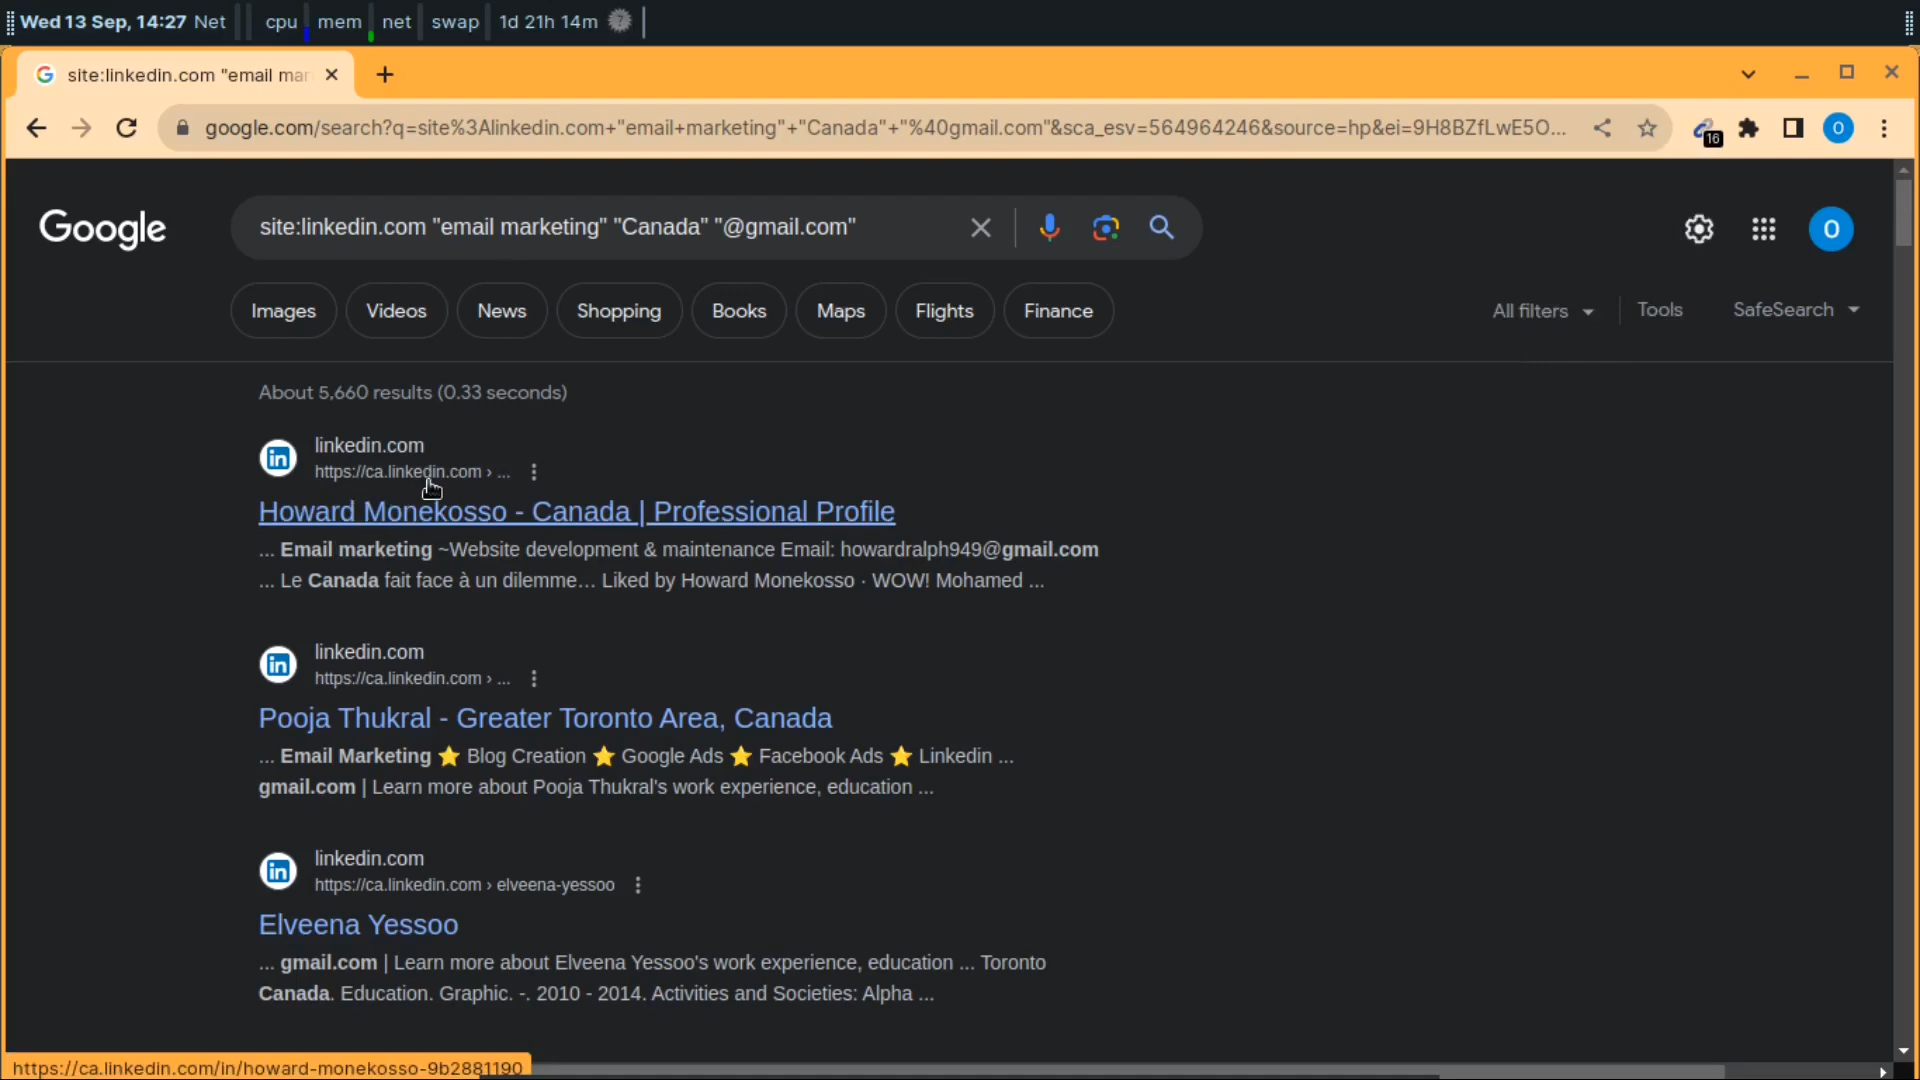 Wed 13 Sep, 14:27 Net cpu mem net swap 1d 21h 14m
site:linkedin.com "email mar
google.com/search?q=site%3Alinkedin.com+"email+marketing"+"Canada"+"%40gmail.com"&sca_esv=564964246&source=hp&ei=9H8BZfLwE5O... 16 O
Google site:linkedin.com "email marketing" "Canada" "@gmail.com" O
Images Videos News Shopping Books Maps Flights Finance All filters Tools SafeSearch
About 5,660 results (0.33 seconds)
linkedin.com
https://ca.linkedin.com › ...
Howard Monekosso - Canada | Professional Profile
... Email marketing ~Website development & maintenance Email: howardralph949@gmail.com
... Le Canada fait face à un dilemme… Liked by Howard Monekosso · WOW! Mohamed ...
linkedin.com
https://ca.linkedin.com › ...
Pooja Thukral - Greater Toronto Area, Canada
... Email Marketing ⭐ Blog Creation ⭐ Google Ads ⭐ Facebook Ads ⭐ Linkedin ...
gmail.com | Learn more about Pooja Thukral's work experience, education ...
linkedin.com
https://ca.linkedin.com › elveena-yessoo
Elveena Yessoo
... gmail.com | Learn more about Elveena Yessoo's work experience, education ... Toronto
Canada. Education. Graphic. -. 2010 - 2014. Activities and Societies: Alpha ...
https://ca.linkedin.com/in/howard-monekosso-9b2881190